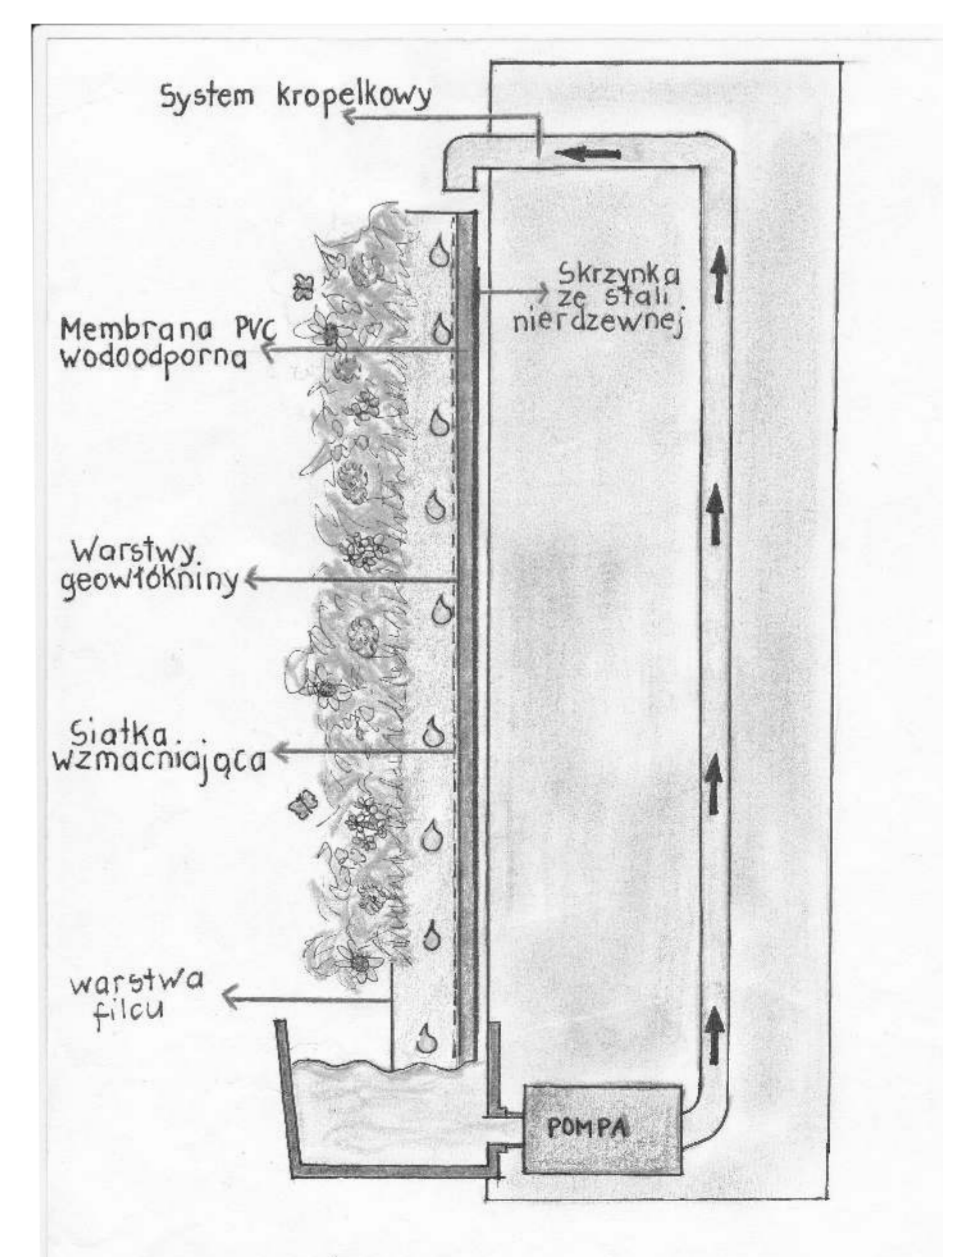 System kropelkowy
Skrzynka
ze stali
nierdzewnej
Membrana PVC
wodoodporna
Warstwy
geowłókniny
Siatka
wzmacniająca
warstwa
filcu
POMPA